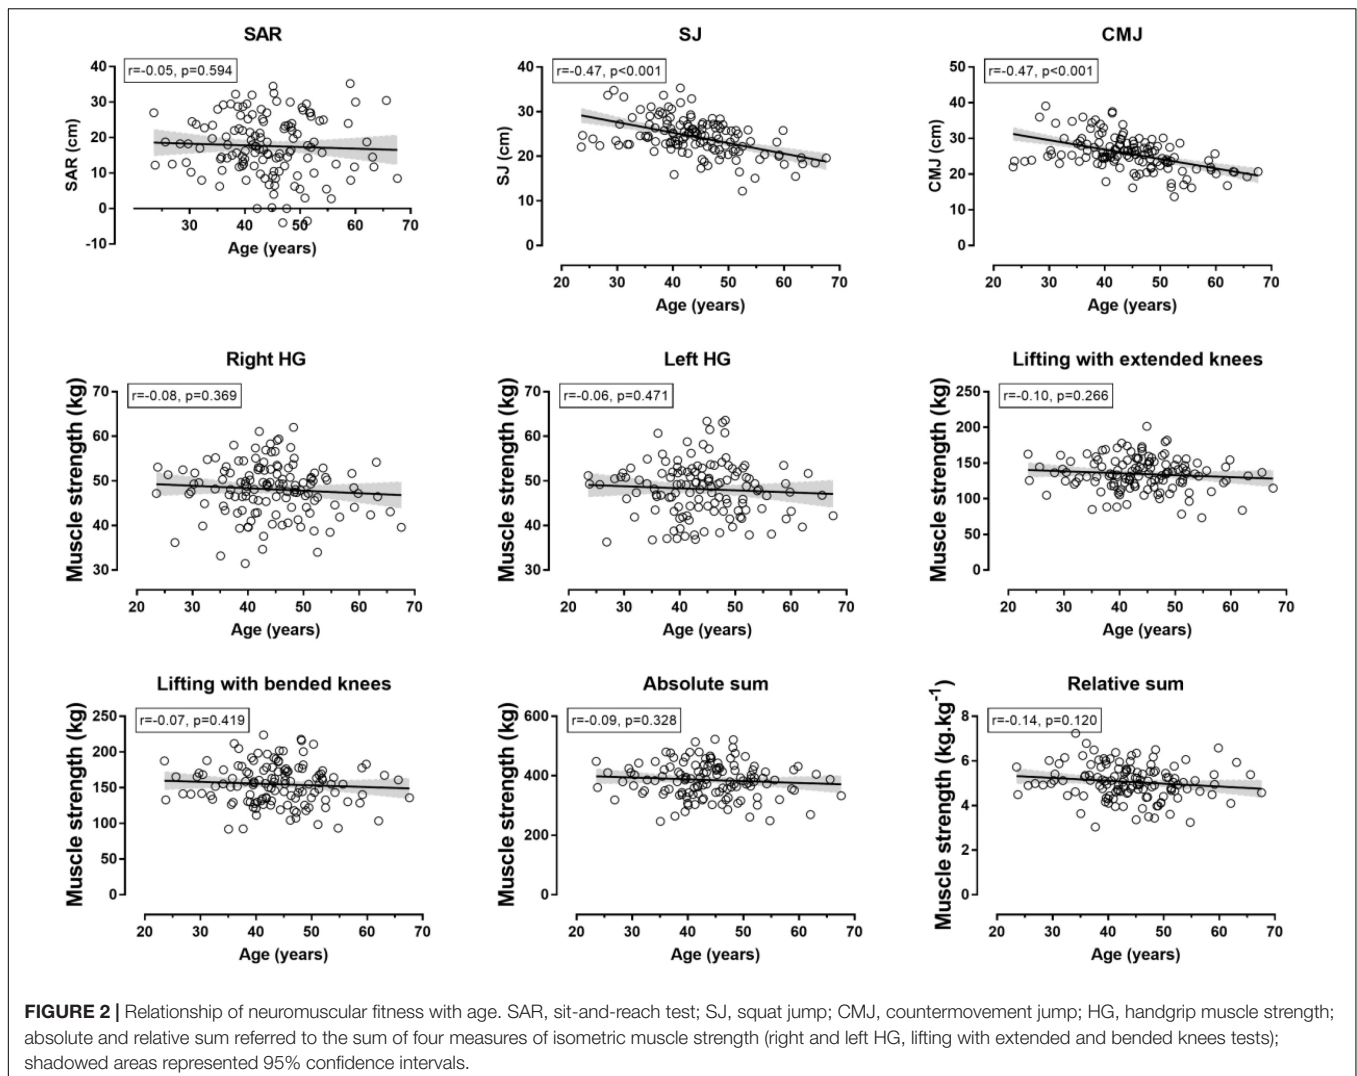 SAR
r=-0.05, p=0.594
SAR (cm)
40
30
20
10
0
-10
30 40 50 60 70
Age (years)
SJ
r=-0.47, p<0.001
SJ (cm)
40
30
20
10
0
20 30 40 50 60 70
Age (years)
CMJ
r=-0.47, p<0.001
CMJ (cm)
50
40
30
20
10
0
20 30 40 50 60 70
Age (years)
Right HG
r=-0.08, p=0.369
Muscle strength (kg)
70
60
50
40
30
20 30 40 50 60 70
Age (years)
Left HG
r=-0.06, p=0.471
Muscle strength (kg)
70
60
50
40
30
20 30 40 50 60 70
Age (years)
Lifting with extended knees
r=-0.10, p=0.266
Muscle strength (kg)
250
200
150
100
50
0
20 30 40 50 60 70
Age (years)
Lifting with bended knees
r=-0.07, p=0.419
Muscle strength (kg)
250
200
150
100
50
0
20 30 40 50 60 70
Age (years)
Absolute sum
r=-0.09, p=0.328
Muscle strength (kg)
600
400
200
0
20 30 40 50 60 70
Age (years)
Relative sum
r=-0.14, p=0.120
Muscle strength (kg.kg⁻¹)
8
6
4
2
0
20 30 40 50 60 70
Age (years)
FIGURE 2 | Relationship of neuromuscular fitness with age. SAR, sit-and-reach test; SJ, squat jump; CMJ, countermovement jump; HG, handgrip muscle strength;
absolute and relative sum referred to the sum of four measures of isometric muscle strength (right and left HG, lifting with extended and bended knees tests);
shadowed areas represented 95% confidence intervals.